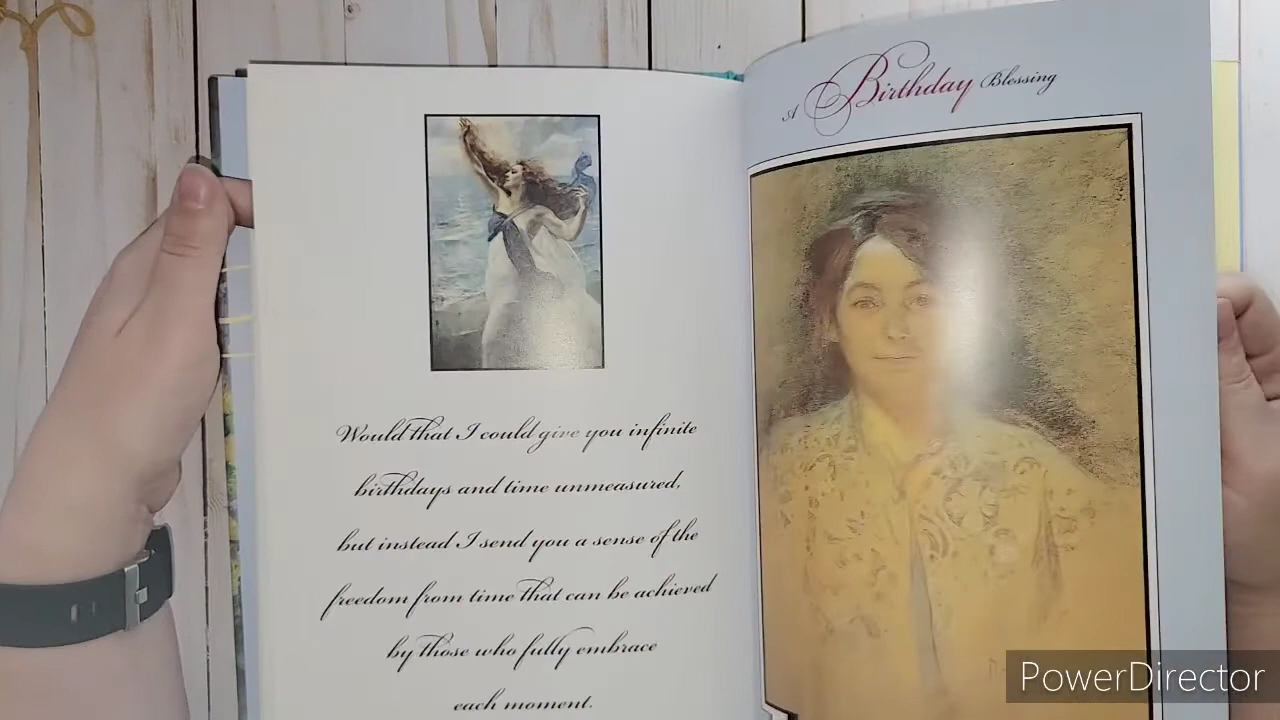 Would that I could give you infinite
birthdays and time unmeasured,
but instead I send you a sense of the
freedom from time that can be achieved
by those who fully embrace
each moment.
A Birthday Blessing
PowerDirector